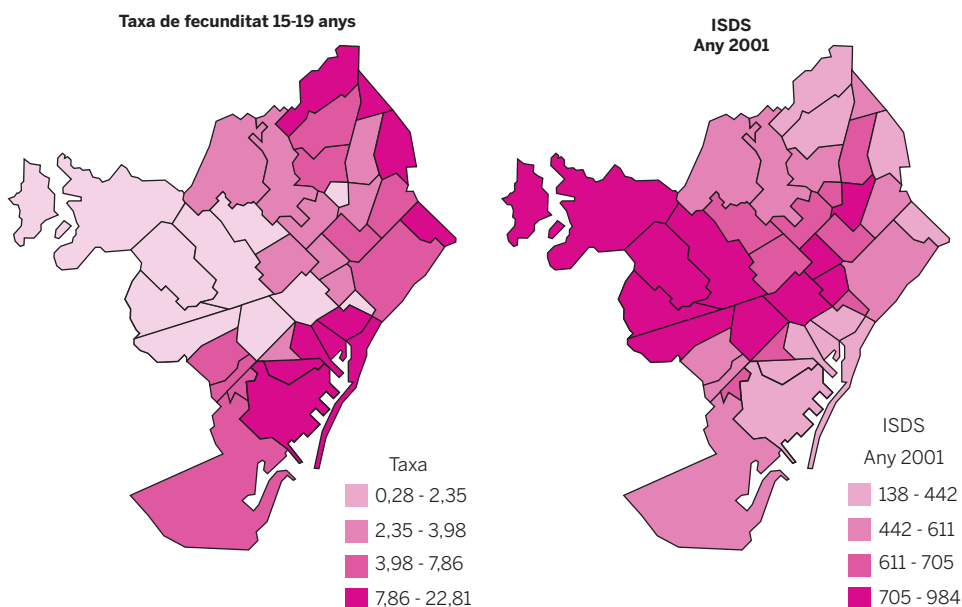 Taxa de fecunditat 15-19 anys
Taxa
0,28 - 2,35
2,35 - 3,98
3,98 - 7,86
7,86 - 22,81
ISDS
Any 2001
ISDS
Any 2001
138 - 442
442 - 611
611 - 705
705 - 984